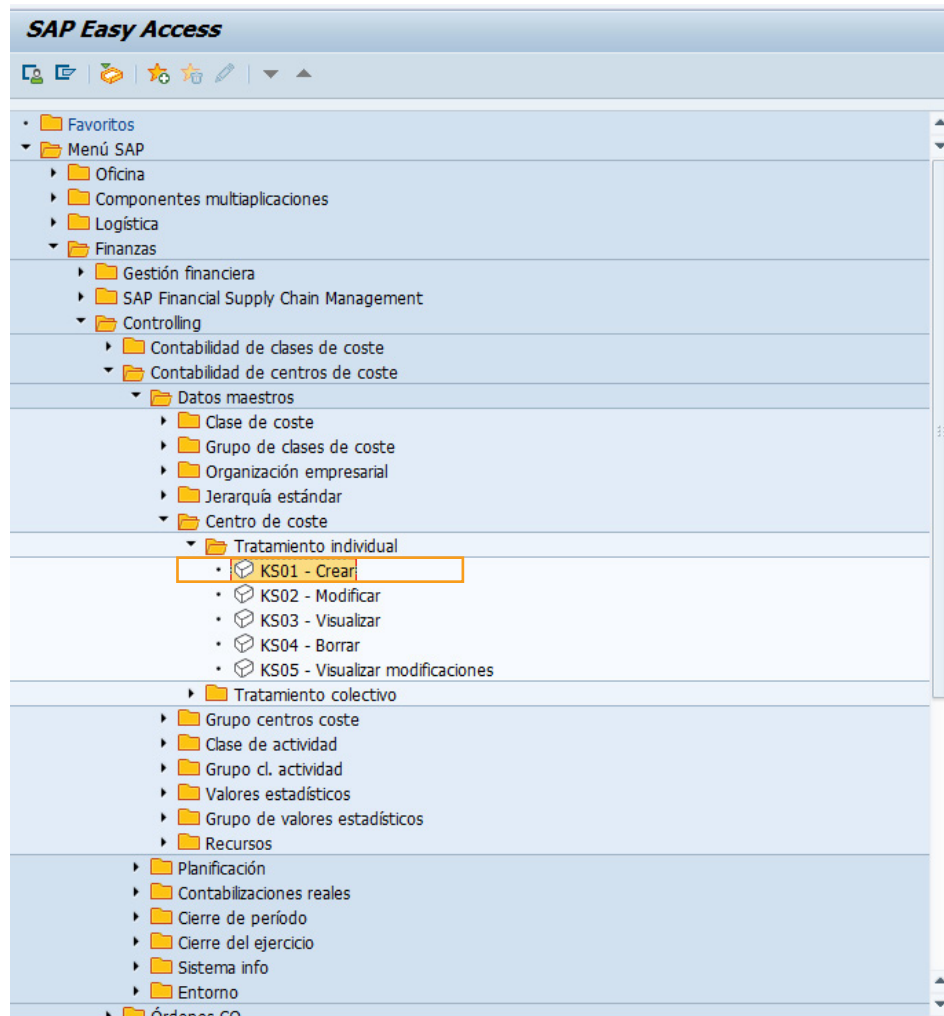 SAP Easy Access
Favoritos
Menú SAP
Oficina
Componentes multiaplicaciones
Logística
Finanzas
Gestión financiera
SAP Financial Supply Chain Management
Controlling
Contabilidad de clases de coste
Contabilidad de centros de coste
Datos maestros
Clase de coste
Grupo de clases de coste
Organización empresarial
Jerarquía estándar
Centro de coste
Tratamiento individual
KS01 - Crear
KS02 - Modificar
KS03 - Visualizar
KS04 - Borrar
KS05 - Visualizar modificaciones
Tratamiento colectivo
Grupo centros coste
Clase de actividad
Grupo cl. actividad
Valores estadísticos
Grupo de valores estadísticos
Recursos
Planificación
Contabilizaciones reales
Cierre de período
Cierre del ejercicio
Sistema info
Entorno
Órdenes CO